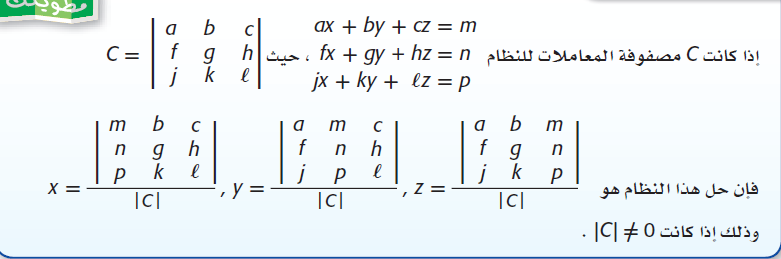 مطويتك
إذا كانت C مصفوفة المعاملات للنظام
ax + by + cz = m
fx + gy + hz = n
jx + ky + ℓz = p
، حيث
C = | a b c |
| f g h |
| j k ℓ |
فإن حل هذا النظام هو
x = | m b c |
| n g h |
| p k ℓ |
|C|
, y = | a m c |
| f n h |
| j p ℓ |
|C|
, z = | a b m |
| f g n |
| j k p |
|C|
وذلك إذا كانت |C| ≠ 0 .